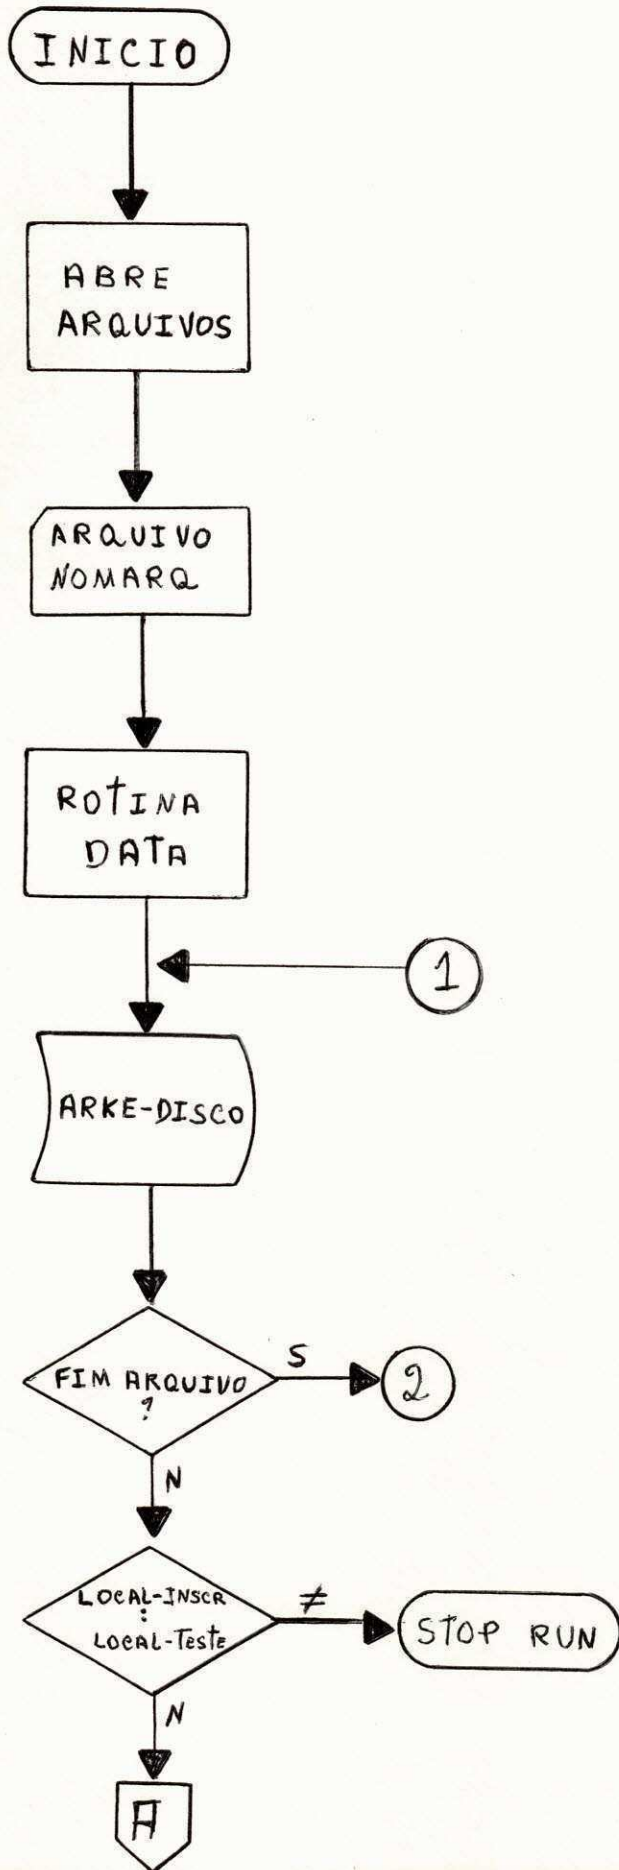 INICIO
ABRE
ARQUIVOS
ARQUIVO
NOMARQ
ROTINA
DATA
1
ARKE-DISCO
FIM ARQUIVO
?
S
2
N
LOCAL-INSCR
:
LOCAL-TESTE
≠
STOP RUN
N
A